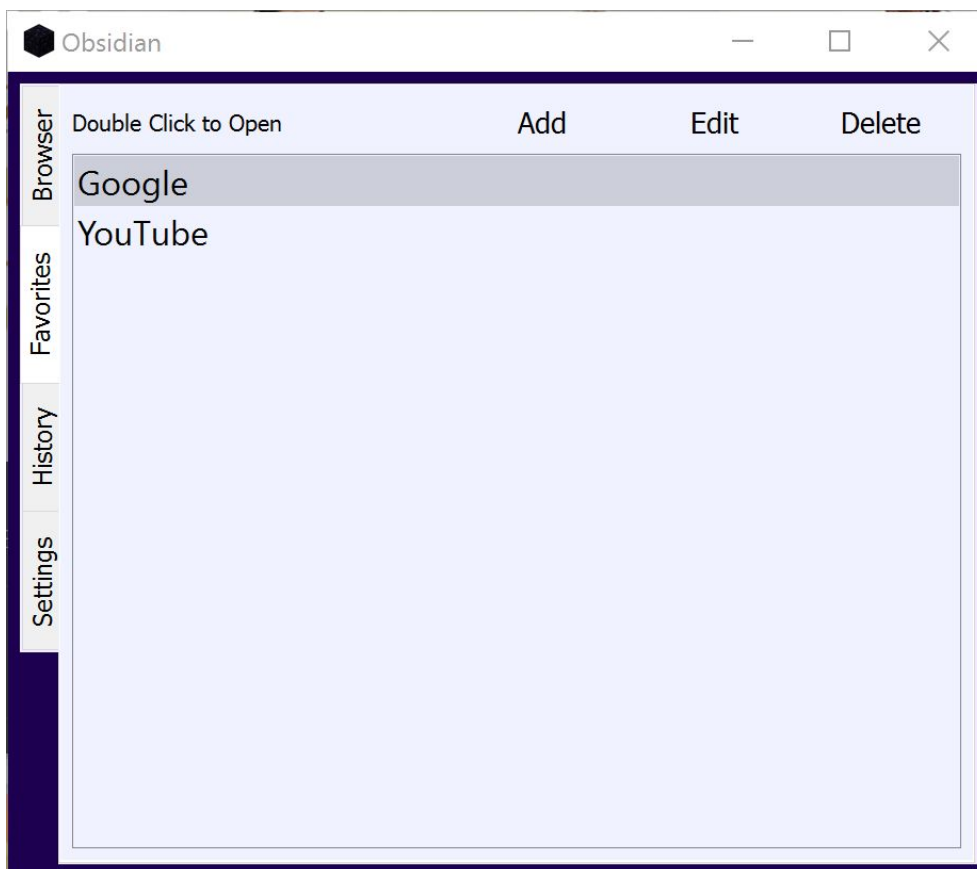 Obsidian
Browser
Favorites
History
Settings
Double Click to Open Add Edit Delete
Google
YouTube